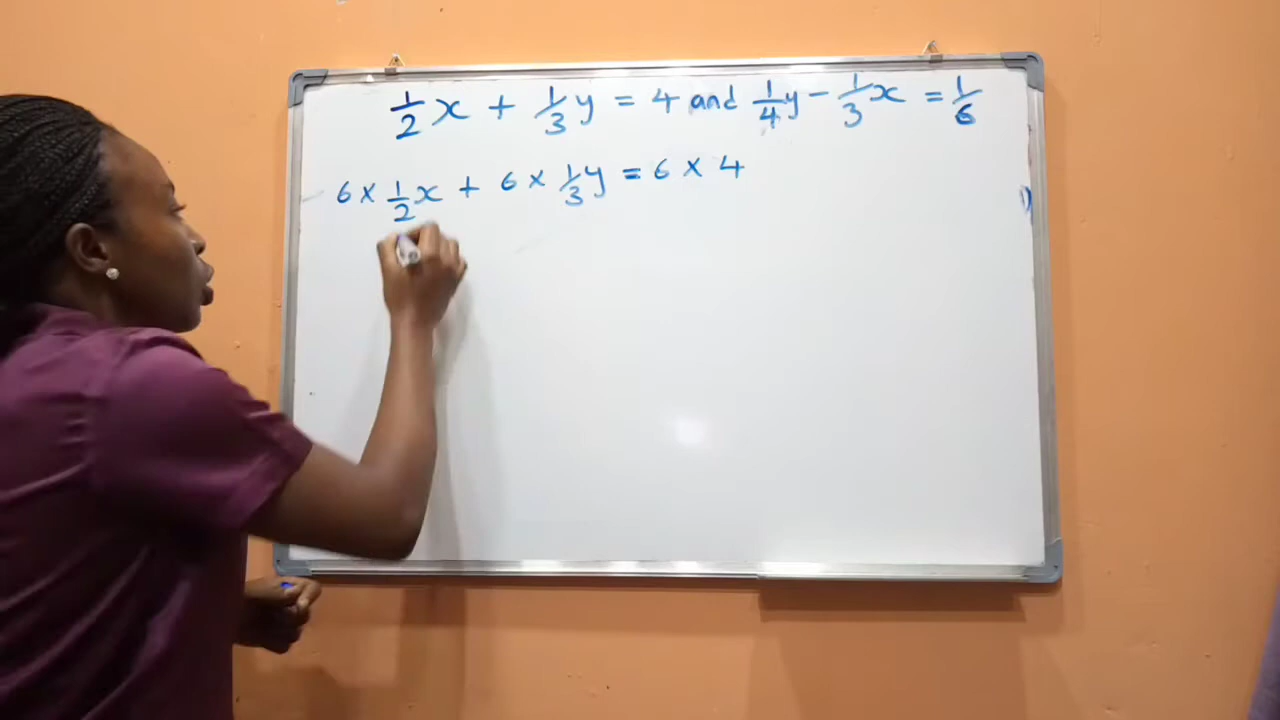 1/2 x + 1/3 y = 4 and 1/4 y - 1/3 x = 1/6
6 × 1/2 x + 6 × 1/3 y = 6 × 4